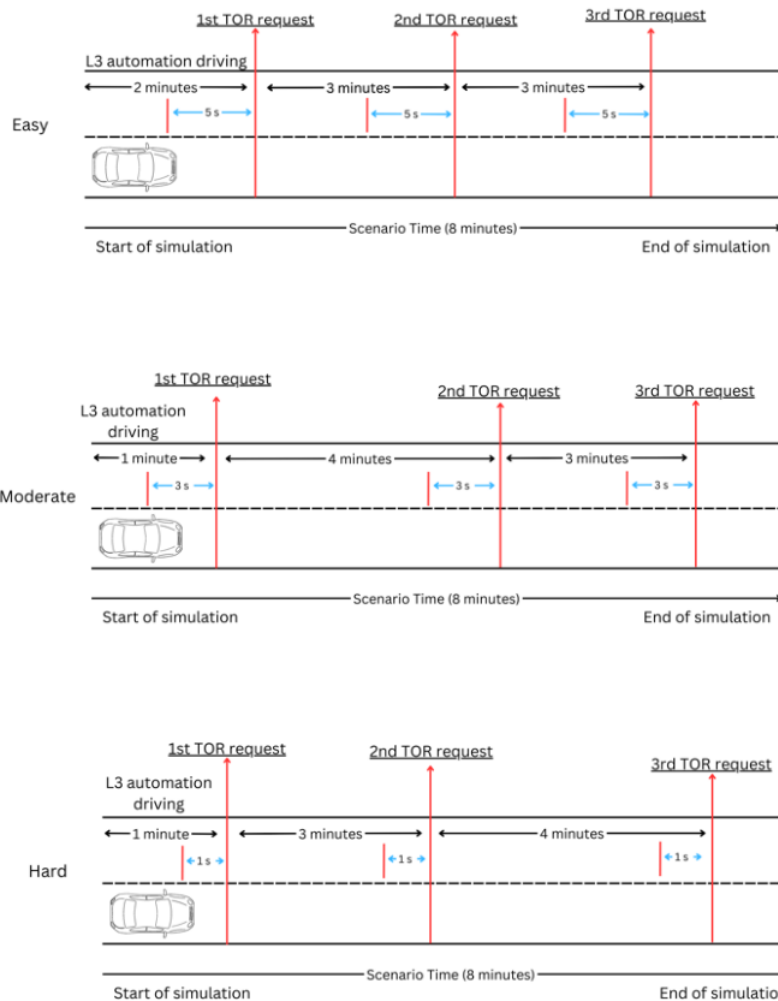 1st TOR request
2nd TOR request
3rd TOR request
L3 automation driving
2 minutes
3 minutes
3 minutes
5 s
5 s
5 s
Easy
Scenario Time (8 minutes)
Start of simulation
End of simulation
1st TOR request
2nd TOR request
3rd TOR request
L3 automation
driving
1 minute
4 minutes
3 minutes
3 s
3 s
3 s
Moderate
Scenario Time (8 minutes)
Start of simulation
End of simulation
1st TOR request
2nd TOR request
3rd TOR request
L3 automation
driving
1 minute
3 minutes
4 minutes
1 s
1 s
1 s
Hard
Scenario Time (8 minutes)
Start of simulation
End of simulatio